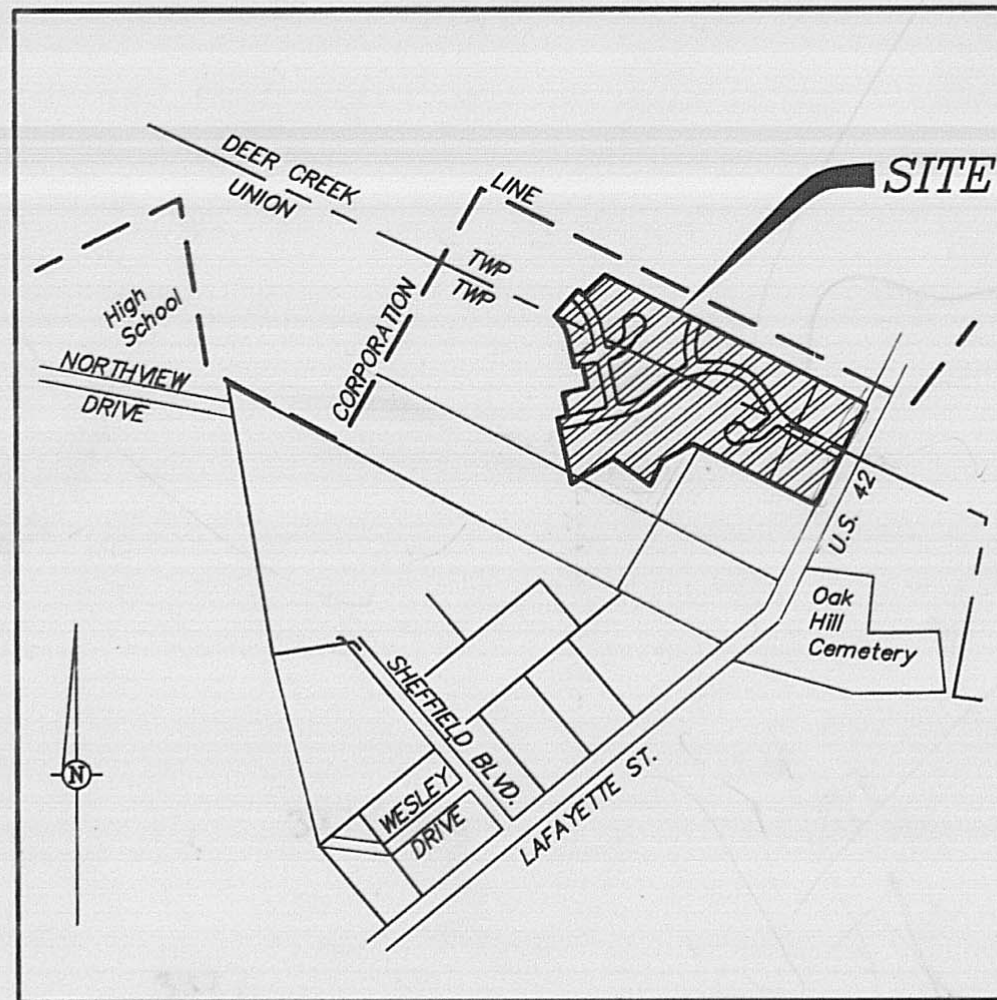 DEER CREEK
UNION
LINE
SITE
TWP
TWP
High
School
CORPORATION
NORTHVIEW
DRIVE
U.S. 42
Oak
Hill
Cemetery
SHEFFIELD BLVD.
WESLEY
DRIVE
LAFAYETTE ST.
N